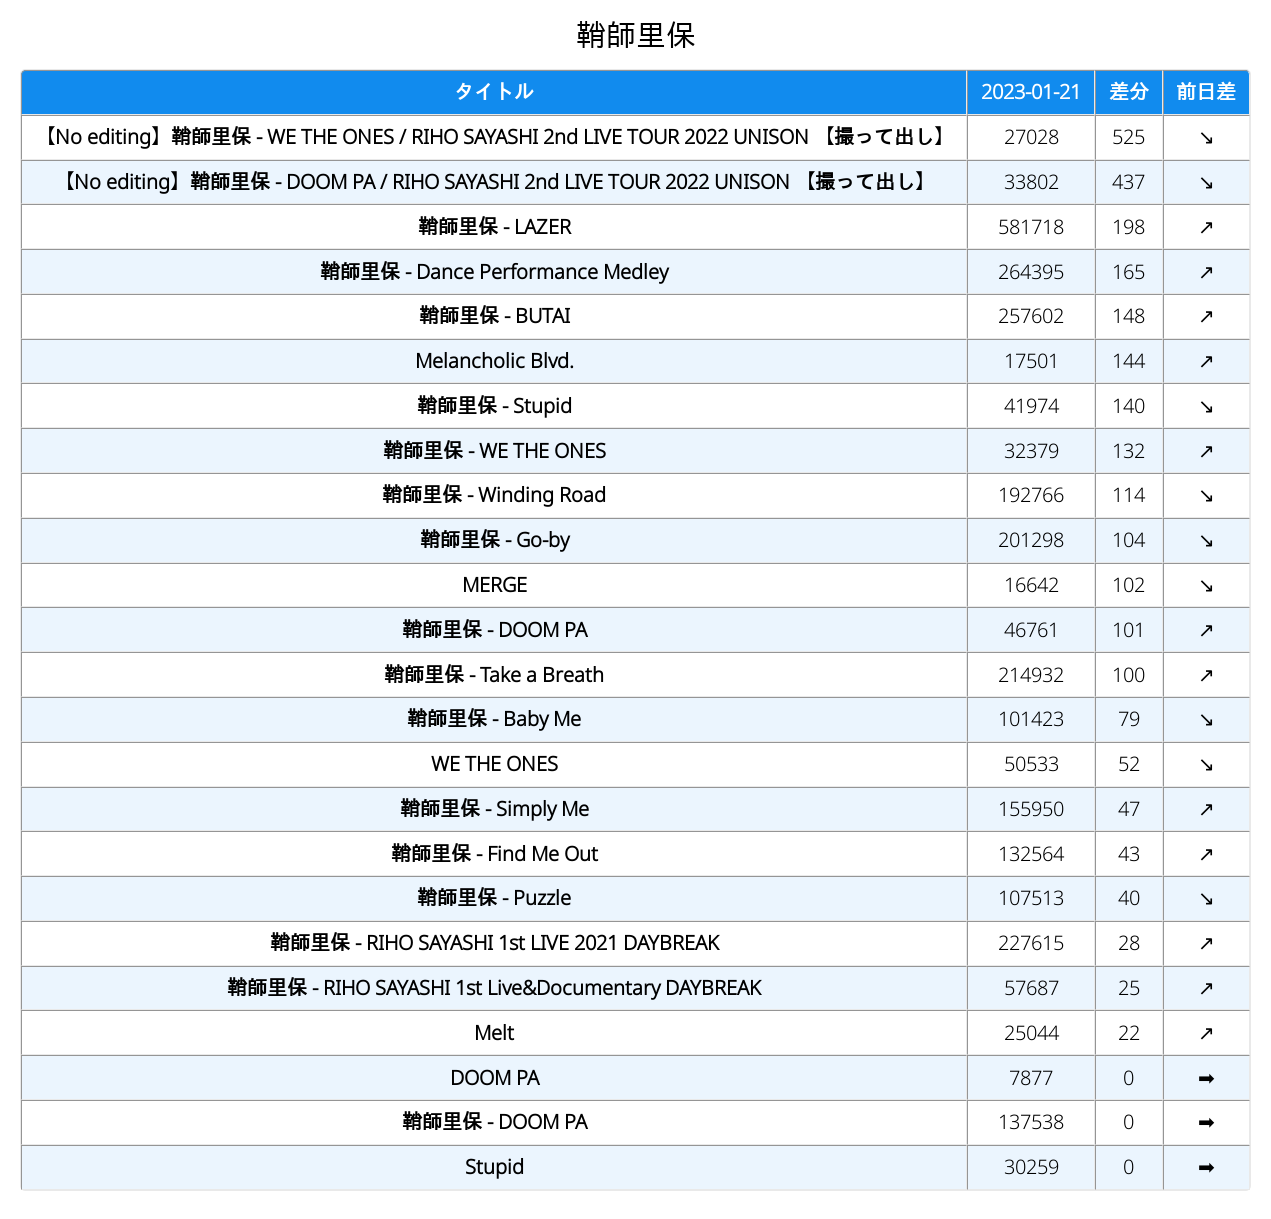 鞘師里保
タイトル 2023-01-21 差分 前日差
【No editing】鞘師里保 - WE THE ONES / RIHO SAYASHI 2nd LIVE TOUR 2022 UNISON 【撮って出し】 27028 525 ↘
【No editing】鞘師里保 - DOOM PA / RIHO SAYASHI 2nd LIVE TOUR 2022 UNISON 【撮って出し】 33802 437 ↘
鞘師里保 - LAZER 581718 198 ↗
鞘師里保 - Dance Performance Medley 264395 165 ↗
鞘師里保 - BUTAI 257602 148 ↗
Melancholic Blvd. 17501 144 ↗
鞘師里保 - Stupid 41974 140 ↘
鞘師里保 - WE THE ONES 32379 132 ↗
鞘師里保 - Winding Road 192766 114 ↘
鞘師里保 - Go-by 201298 104 ↘
MERGE 16642 102 ↘
鞘師里保 - DOOM PA 46761 101 ↗
鞘師里保 - Take a Breath 214932 100 ↗
鞘師里保 - Baby Me 101423 79 ↘
WE THE ONES 50533 52 ↘
鞘師里保 - Simply Me 155950 47 ↗
鞘師里保 - Find Me Out 132564 43 ↗
鞘師里保 - Puzzle 107513 40 ↘
鞘師里保 - RIHO SAYASHI 1st LIVE 2021 DAYBREAK 227615 28 ↗
鞘師里保 - RIHO SAYASHI 1st Live&Documentary DAYBREAK 57687 25 ↗
Melt 25044 22 ↗
DOOM PA 7877 0 ➡
鞘師里保 - DOOM PA 137538 0 ➡
Stupid 30259 0 ➡